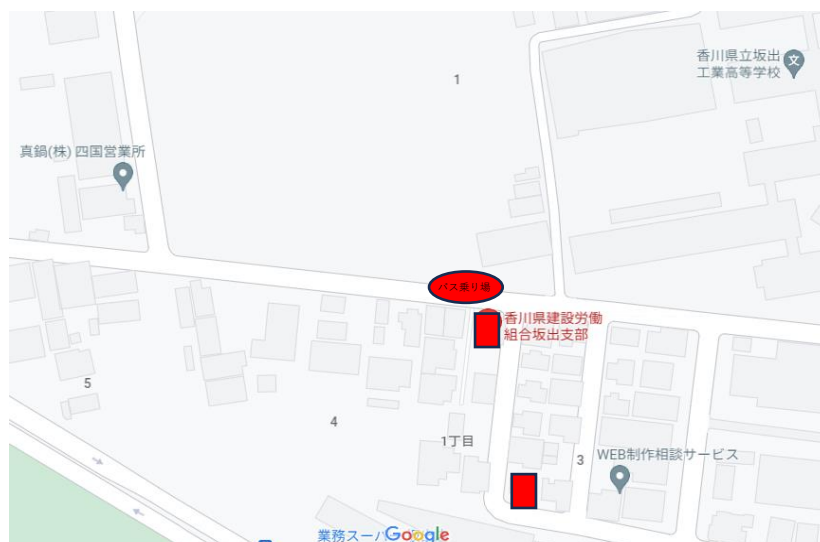 香川県立坂出
工業高等学校
1
真鍋(株) 四国営業所
バス乗り場
香川県建設労働
組合坂出支部
5
4
1丁目
3
WEB制作相談サービス
業務スーパ
Google